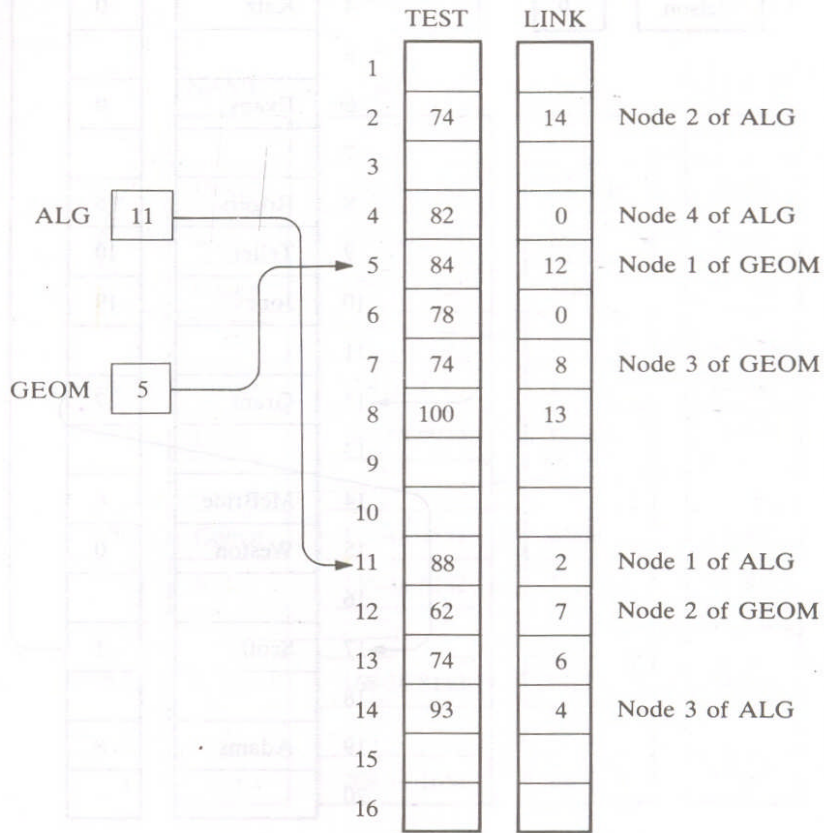 TEST LINK
1
2 74 14 Node 2 of ALG
3
ALG 11
4 82 0 Node 4 of ALG
5 84 12 Node 1 of GEOM
6 78 0
7 74 8 Node 3 of GEOM
GEOM 5
8 100 13
9
10
11 88 2 Node 1 of ALG
12 62 7 Node 2 of GEOM
13 74 6
14 93 4 Node 3 of ALG
15
16